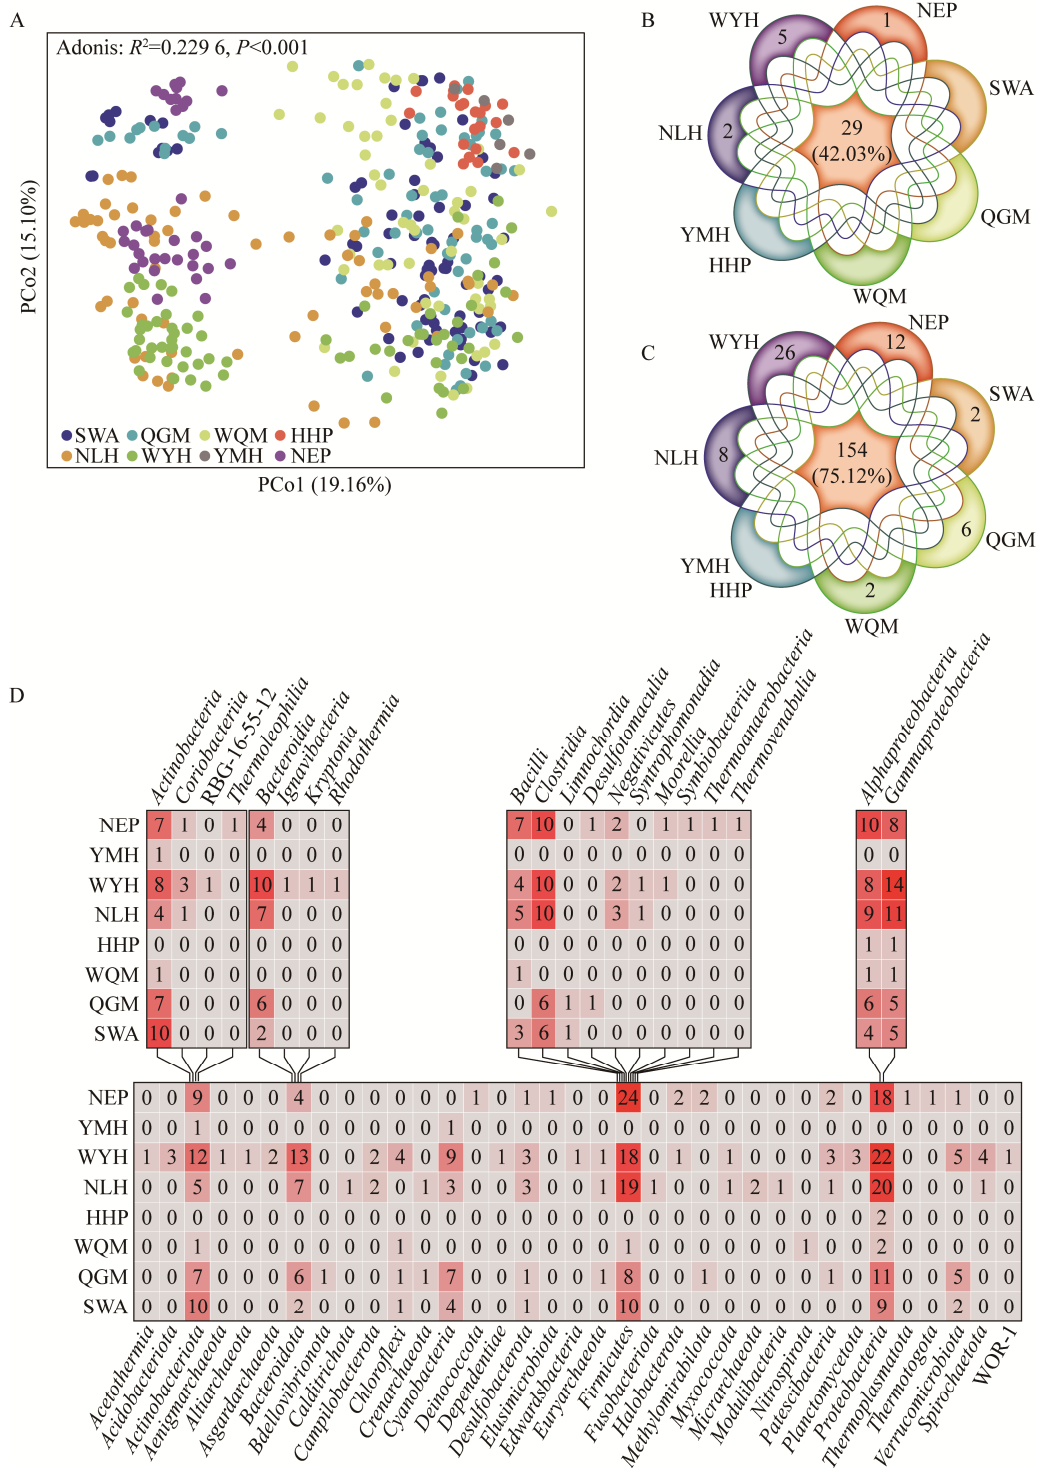 A
Adonis: R²=0.229 6, P<0.001
PCo2 (15.10%)
SWA QGM WQM HHP
NLH WYH YMH NEP
PCo1 (19.16%)
B
WYH 5
NEP 1
SWA
NLH 2
29
(42.03%)
QGM
YMH
HHP
WQM
C
WYH 26
NEP 12
SWA 2
NLH 8
154
(75.12%)
QGM 6
YMH
HHP
WQM 2
D
Actinobacteria
Coriobacteriia
RBG-16-55-12
Thermoleophilia
Bacteroidia
Ignavibacteria
Kryptonia
Rhodothermia
Bacilli
Clostridia
Limnochordia
Desulfotomaculia
Negativicutes
Syntrophomonadia
Moorellia
Symbiobacteriia
Thermoanaerobacteria
Thermovenabulia
Alphaproteobacteria
Gammaproteobacteria
NEP 7 1 0 1 4 0 0 0 7 10 0 1 2 0 1 1 1 1 10 8
YMH 1 0 0 0 0 0 0 0 0 0 0 0 0 0 0 0 0 0 0 0
WYH 8 3 1 0 10 1 1 1 4 10 0 0 2 1 1 0 0 0 8 14
NLH 4 1 0 0 7 0 0 0 5 10 0 0 3 1 0 0 0 0 9 11
HHP 0 0 0 0 0 0 0 0 0 0 0 0 0 0 0 0 0 0 1 1
WQM 1 0 0 0 0 0 0 0 1 0 0 0 0 0 0 0 0 0 1 1
QGM 7 0 0 0 6 0 0 0 0 6 1 1 0 0 0 0 0 0 6 5
SWA 10 0 0 0 2 0 0 0 3 6 1 0 0 0 0 0 0 0 4 5
NEP 0 0 9 0 0 0 4 0 0 0 0 0 0 1 0 1 1 0 0 24 0 2 2 0 0 0 0 2 0 18 1 1 1 0 0
YMH 0 0 1 0 0 0 0 0 0 0 0 0 1 0 0 0 0 0 0 0 0 0 0 0 0 0 0 0 0 0 0 0 0 0 0
WYH 1 3 12 1 1 2 13 0 0 2 4 0 9 0 1 3 0 1 1 18 0 1 0 1 0 0 0 3 3 22 0 0 5 4 1
NLH 0 0 5 0 0 0 7 0 1 2 0 1 3 0 0 3 0 0 1 19 1 0 0 1 2 1 0 1 0 20 0 0 0 1 0
HHP 0 0 0 0 0 0 0 0 0 0 0 0 0 0 0 0 0 0 0 0 0 0 0 0 0 0 0 0 0 2 0 0 0 0 0
WQM 0 0 1 0 0 0 0 0 0 0 1 0 0 0 0 0 0 0 0 1 0 0 0 0 0 0 1 0 0 2 0 0 0 0 0
QGM 0 0 7 0 0 0 6 1 0 0 1 1 7 0 0 1 0 0 1 8 0 0 1 0 0 0 0 1 0 11 0 0 5 0 0
SWA 0 0 10 0 0 0 2 0 0 0 1 0 4 0 0 1 0 0 0 10 0 0 0 0 0 0 0 0 0 9 0 0 2 0 0
Acetothermiia
Acidobacteriota
Actinobacteriota
Aenigmarchaeota
Altiarchaeota
Asgardarchaeota
Bacteroidota
Bdellovibrionota
Calditrichota
Campilobacterota
Chloroflexi
Crenarchaeota
Cyanobacteria
Deinococcota
Dependentiae
Desulfobacterota
Elusimicrobiota
Edwardsbacteria
Euryarchaeota
Firmicutes
Fusobacteriota
Halobacterota
Methylomirabilota
Myxococcota
Micrarchaeota
Modulibacteria
Nitrospirota
Patescibacteria
Planctomycetota
Proteobacteria
Thermoplasmatota
Thermotogota
Verrucomicrobiota
Spirochaetota
WOR-1